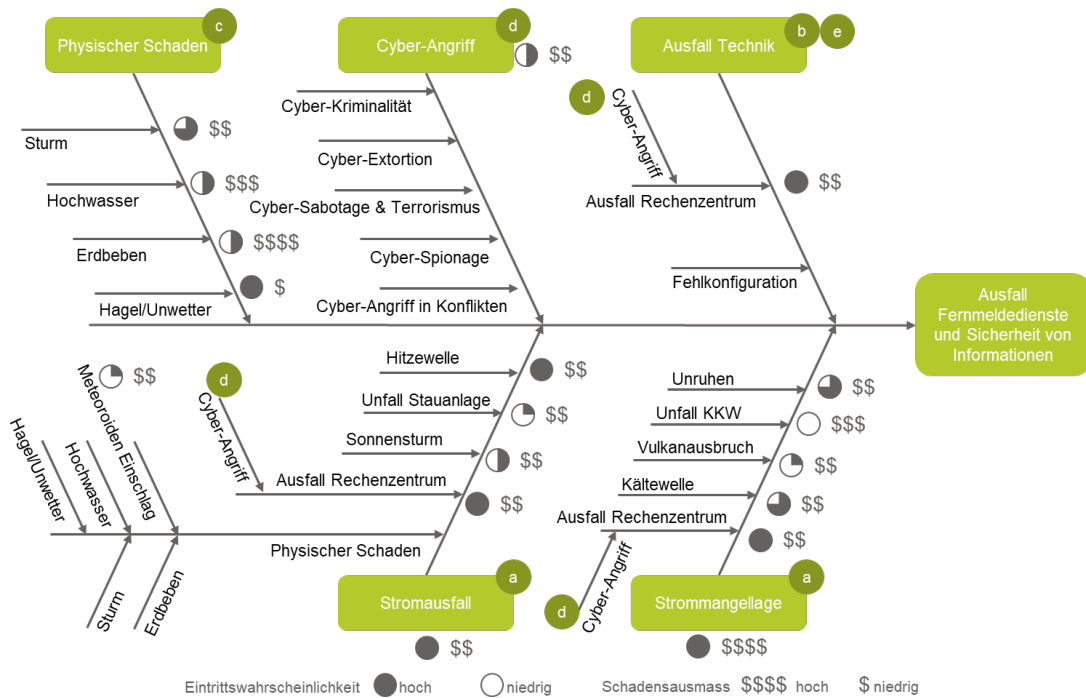 c
Physischer Schaden
d
Cyber-Angriff
$$
b
e
Ausfall Technik
Sturm
$$
Hochwasser
$$$
Erdbeben
$$$$
Hagel/Unwetter
$
Cyber-Kriminalität
Cyber-Extortion
Cyber-Sabotage & Terrorismus
Cyber-Spionage
Cyber-Angriff in Konflikten
d
Cyber-Angriff
Ausfall Rechenzentrum
$$
Fehlkonfiguration
Ausfall
Fernmeldedienste
und Sicherheit von
Informationen
Hitzewelle
$$
Unfall Stauanlage
$$
Sonnensturm
$$
d
Cyber-Angriff
Ausfall Rechenzentrum
$$
$$
Meteoroiden Einschlag
Hochwasser
Hagel/Unwetter
Physischer Schaden
Sturm
Erdbeben
a
Stromausfall
$$
Unruhen
$$
Unfall KKW
$$$
Vulkanausbruch
$$
Kältewelle
$$
Ausfall Rechenzentrum
$$
d
Cyber-Angriff
a
Strommangellage
$$$$
Eintrittswahrscheinlichkeit hoch niedrig Schadensausmass $$$$ hoch $ niedrig